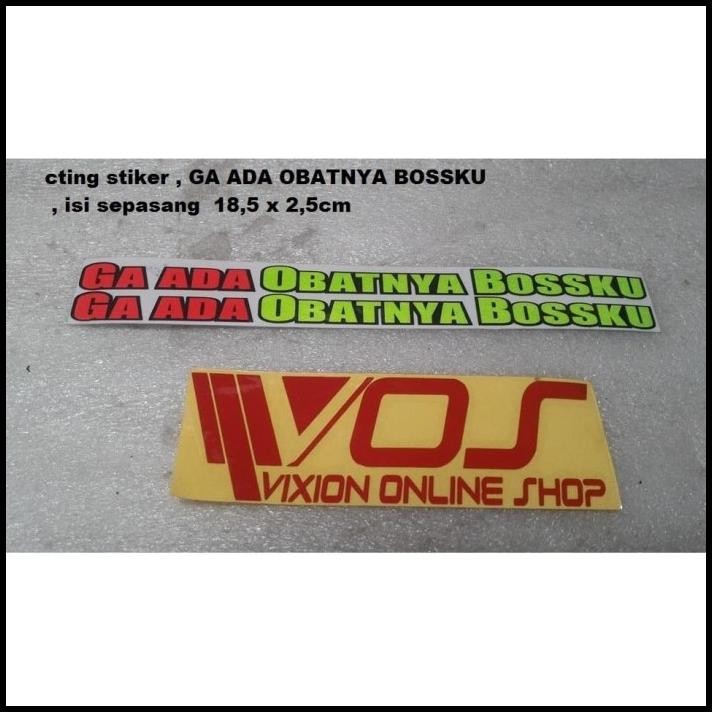 cting stiker , GA ADA OBATNYA BOSSKU
, isi sepasang 18,5 x 2,5cm
GA ADA OBATNYA BOSSKU
GA ADA OBATNYA BOSSKU
VOS
VIXION ONLINE SHOP